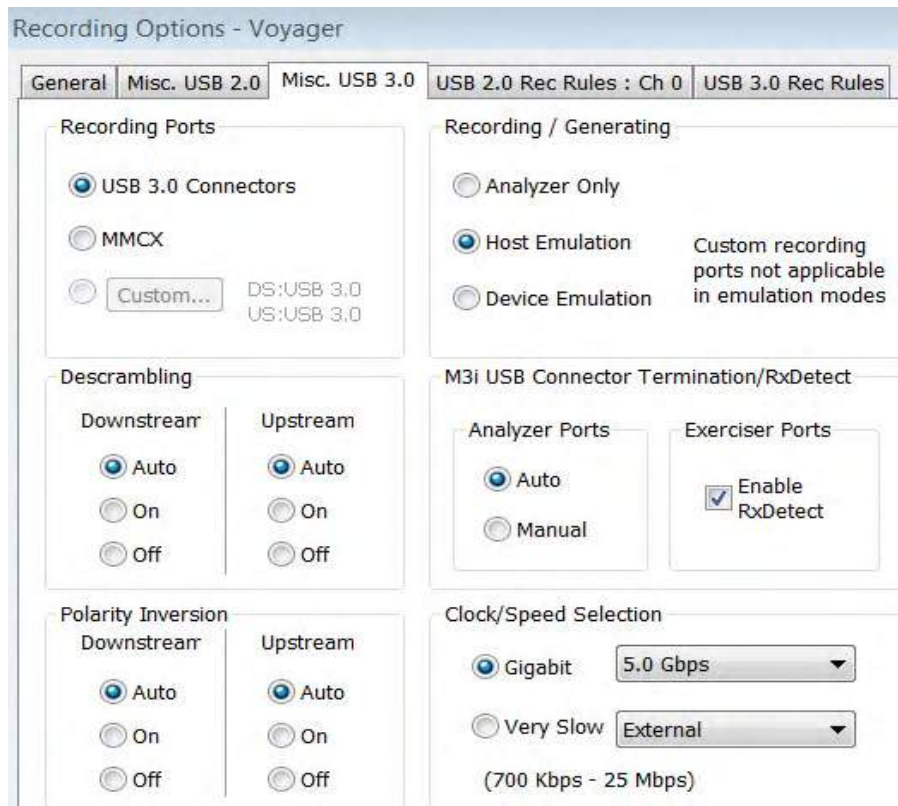 Recording Options - Voyager
General Misc. USB 2.0 Misc. USB 3.0 USB 2.0 Rec Rules : Ch 0 USB 3.0 Rec Rules
Recording Ports
USB 3.0 Connectors
MMCX
Custom... DS:USB 3.0
US:USB 3.0
Recording / Generating
Analyzer Only
Host Emulation
Device Emulation
Custom recording
ports not applicable
in emulation modes
Descrambling
Downstream Upstream
Auto Auto
On On
Off Off
M3i USB Connector Termination/RxDetect
Analyzer Ports
Auto
Manual
Exerciser Ports
Enable
RxDetect
Polarity Inversion
Downstream Upstream
Auto Auto
On On
Off Off
Clock/Speed Selection
Gigabit 5.0 Gbps
Very Slow External
(700 Kbps - 25 Mbps)